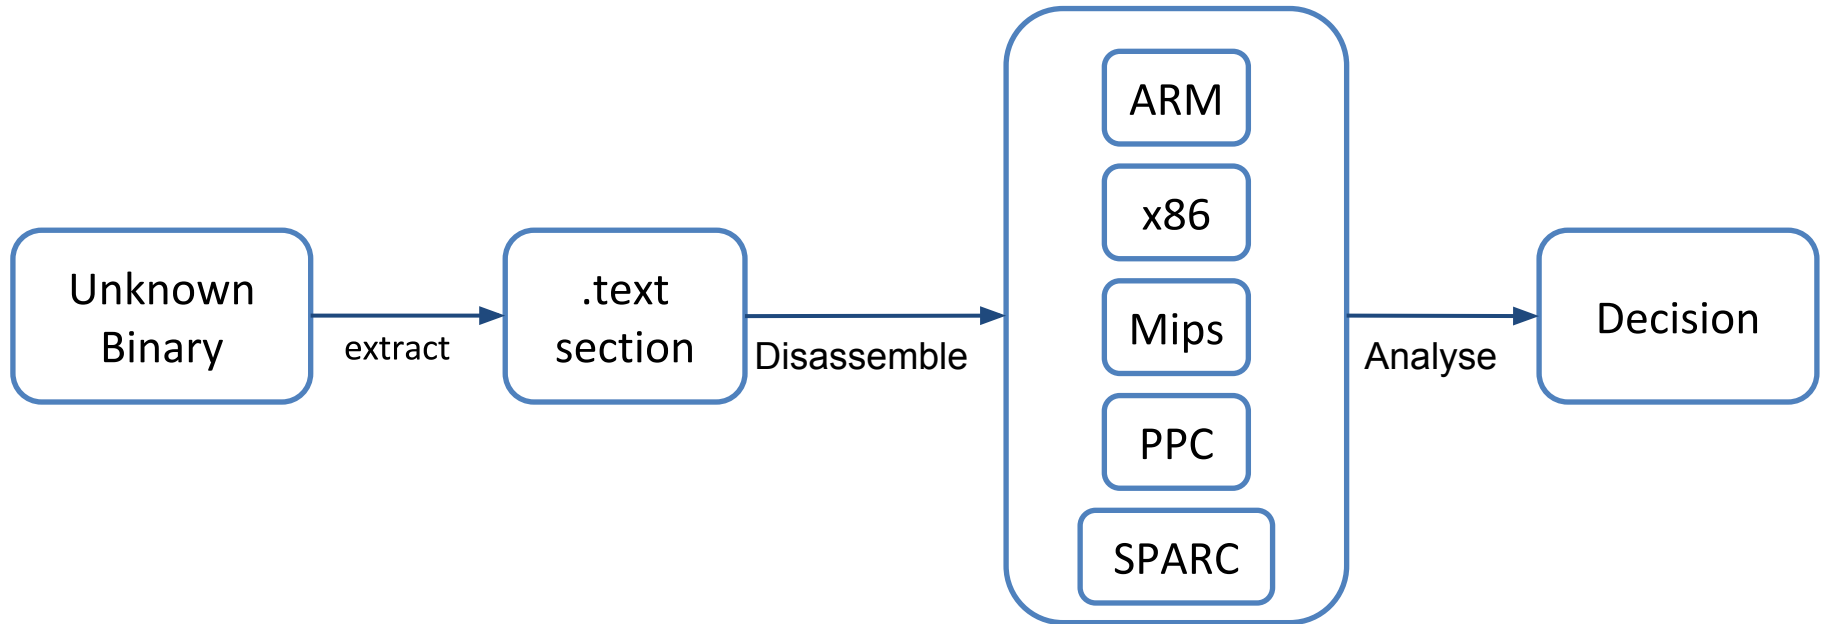 Unknown
Binary
extract
.text
section
Disassemble
ARM
x86
Mips
PPC
SPARC
Analyse
Decision